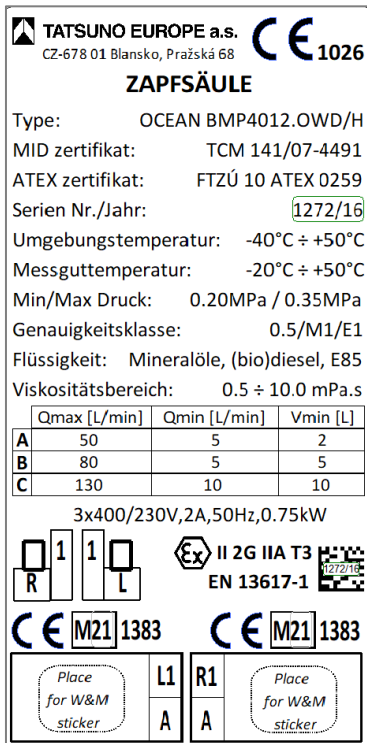 TATSUNO EUROPE a.s.
CZ-678 01 Blansko, Pražská 68
CE 1026
ZAPFSÄULE
Type: OCEAN BMP4012.OWD/H
MID zertifikat: TCM 141/07-4491
ATEX zertifikat: FTZÚ 10 ATEX 0259
Serien Nr./Jahr: 1272/16
Umgebungstemperatur: -40°C ÷ +50°C
Messguttemperatur: -20°C ÷ +50°C
Min/Max Druck: 0.20MPa / 0.35MPa
Genauigkeitsklasse: 0.5/M1/E1
Flüssigkeit: Mineralöle, (bio)diesel, E85
Viskositätsbereich: 0.5 ÷ 10.0 mPa.s
Qmax [L/min] Qmin [L/min] Vmin [L]
A 50 5 2
B 80 5 5
C 130 10 10
3x400/230V,2A,50Hz,0.75kW
R 1 1 L
Ex II 2G IIA T3
EN 13617-1
1272/16
CE M21 1383
CE M21 1383
Place
for W&M
sticker
L1
A
R1
A
Place
for W&M
sticker